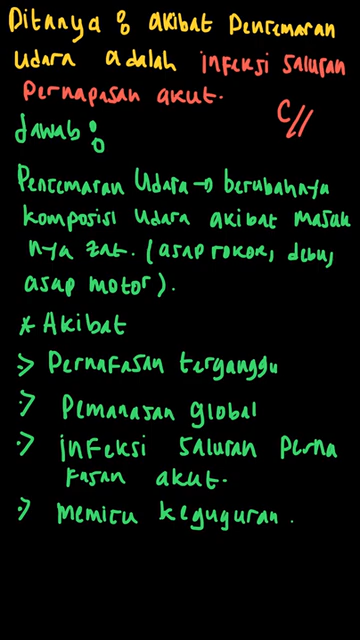 Ditanya : akibat Pencemaran
Udara adalah infeksi saluran
Pernapasan akut.
C//
Jawab :
Pencemaran Udara → berubahnya
komposisi Udara akibat masuk
nya zat. (asap rokok, debu,
asap motor).
* Akibat
:> Pernafasan terganggu
:> Pemanasan global
:> infeksi saluran perna
fasan akut.
:> memicu keguguran.